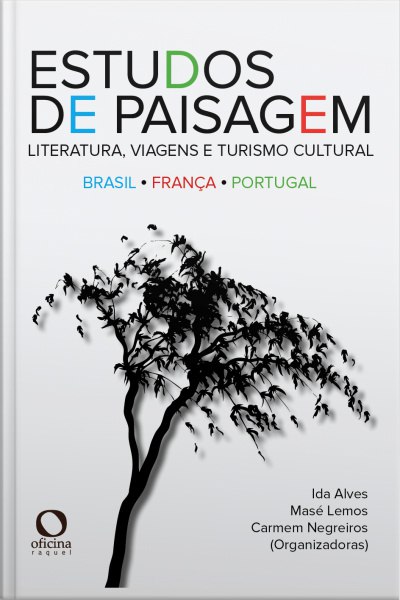 ESTUDOS
DE PAISAGEM
LITERATURA, VIAGENS E TURISMO CULTURAL
BRASIL • FRANÇA • PORTUGAL
Ida Alves
Masé Lemos
Carmem Negreiros
(Organizadoras)
oficina
raquel